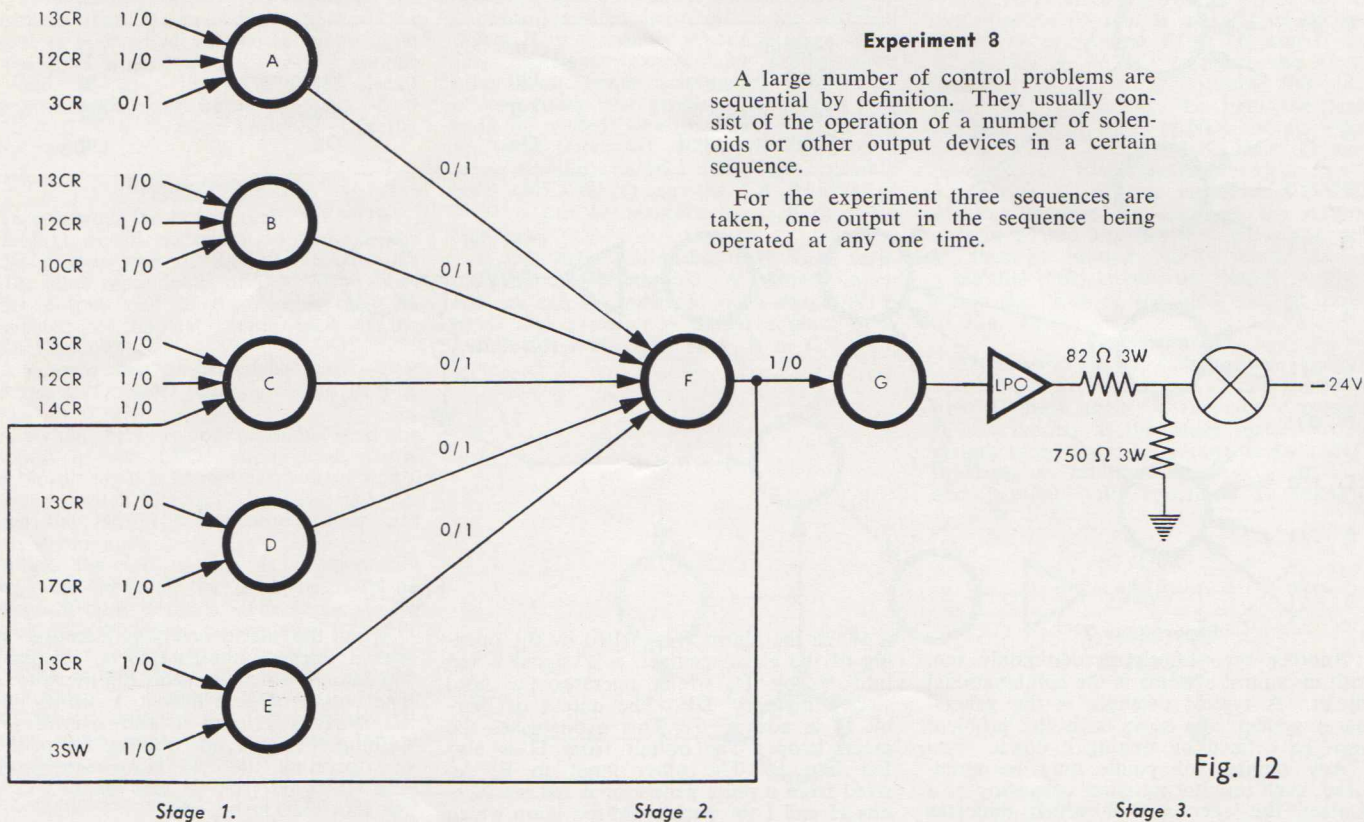 Experiment 8
A large number of control problems are
sequential by definition. They usually con-
sist of the operation of a number of solen-
oids or other output devices in a certain
sequence.
For the experiment three sequences are
taken, one output in the sequence being
operated at any one time.
13CR 1/0
12CR 1/0
3CR 0/1
A
0/1
13CR 1/0
12CR 1/0
10CR 1/0
B
0/1
13CR 1/0
12CR 1/0
14CR 1/0
C
0/1
F
1/0
G
LPO
82 Ω 3W
−24V
750 Ω 3W
13CR 1/0
17CR 1/0
D
0/1
13CR 1/0
3SW 1/0
E
0/1
Fig. 12
Stage 1.
Stage 2.
Stage 3.